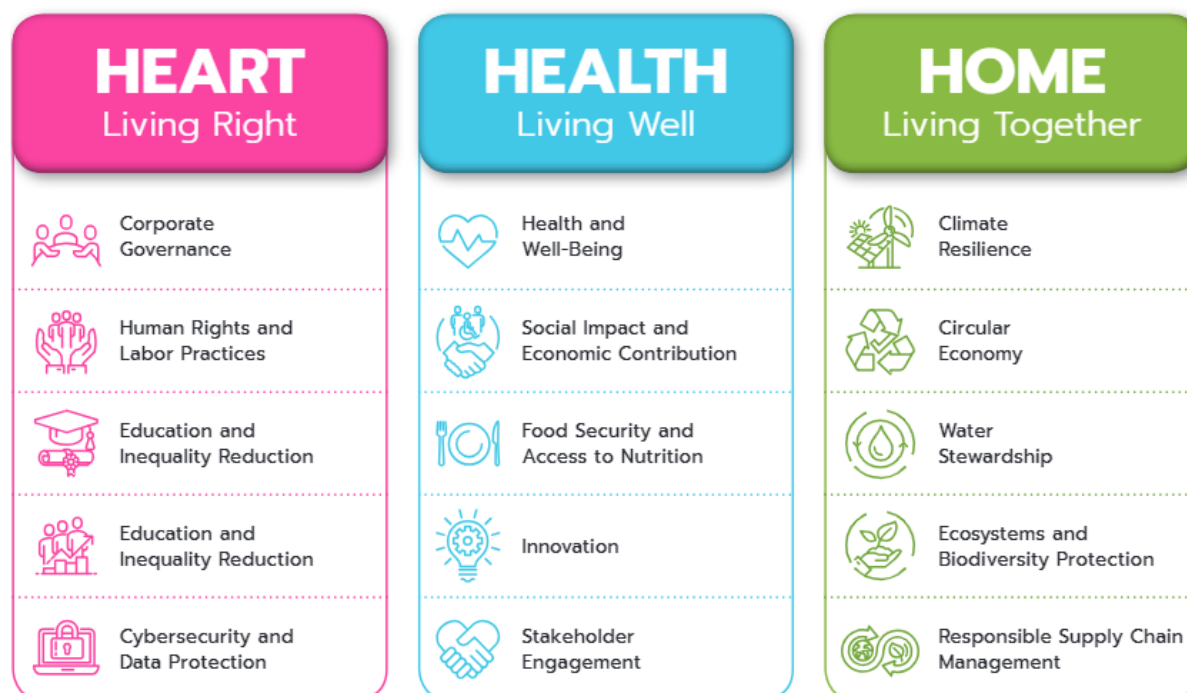 HEART
Living Right
Corporate
Governance
Human Rights and
Labor Practices
Education and
Inequality Reduction
Education and
Inequality Reduction
Cybersecurity and
Data Protection
HEALTH
Living Well
Health and
Well-Being
Social Impact and
Economic Contribution
Food Security and
Access to Nutrition
Innovation
Stakeholder
Engagement
HOME
Living Together
Climate
Resilience
Circular
Economy
Water
Stewardship
Ecosystems and
Biodiversity Protection
Responsible Supply Chain
Management